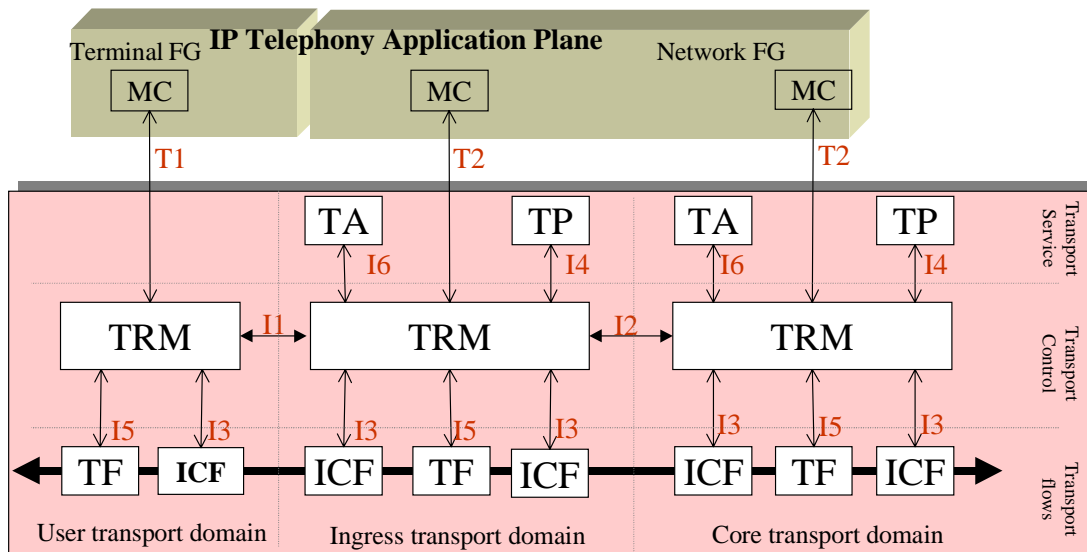 IP Telephony Application Plane
Terminal FG
Network FG
MC
MC
MC
T1
T2
T2
TA
TP
TA
TP
Transport
Service
I6
I4
I6
I4
TRM
I1
TRM
I2
TRM
Transport
Control
I5
I3
I3
I5
I3
I3
I5
I3
TF
ICF
ICF
TF
ICF
ICF
TF
ICF
Transport
flows
User transport domain
Ingress transport domain
Core transport domain